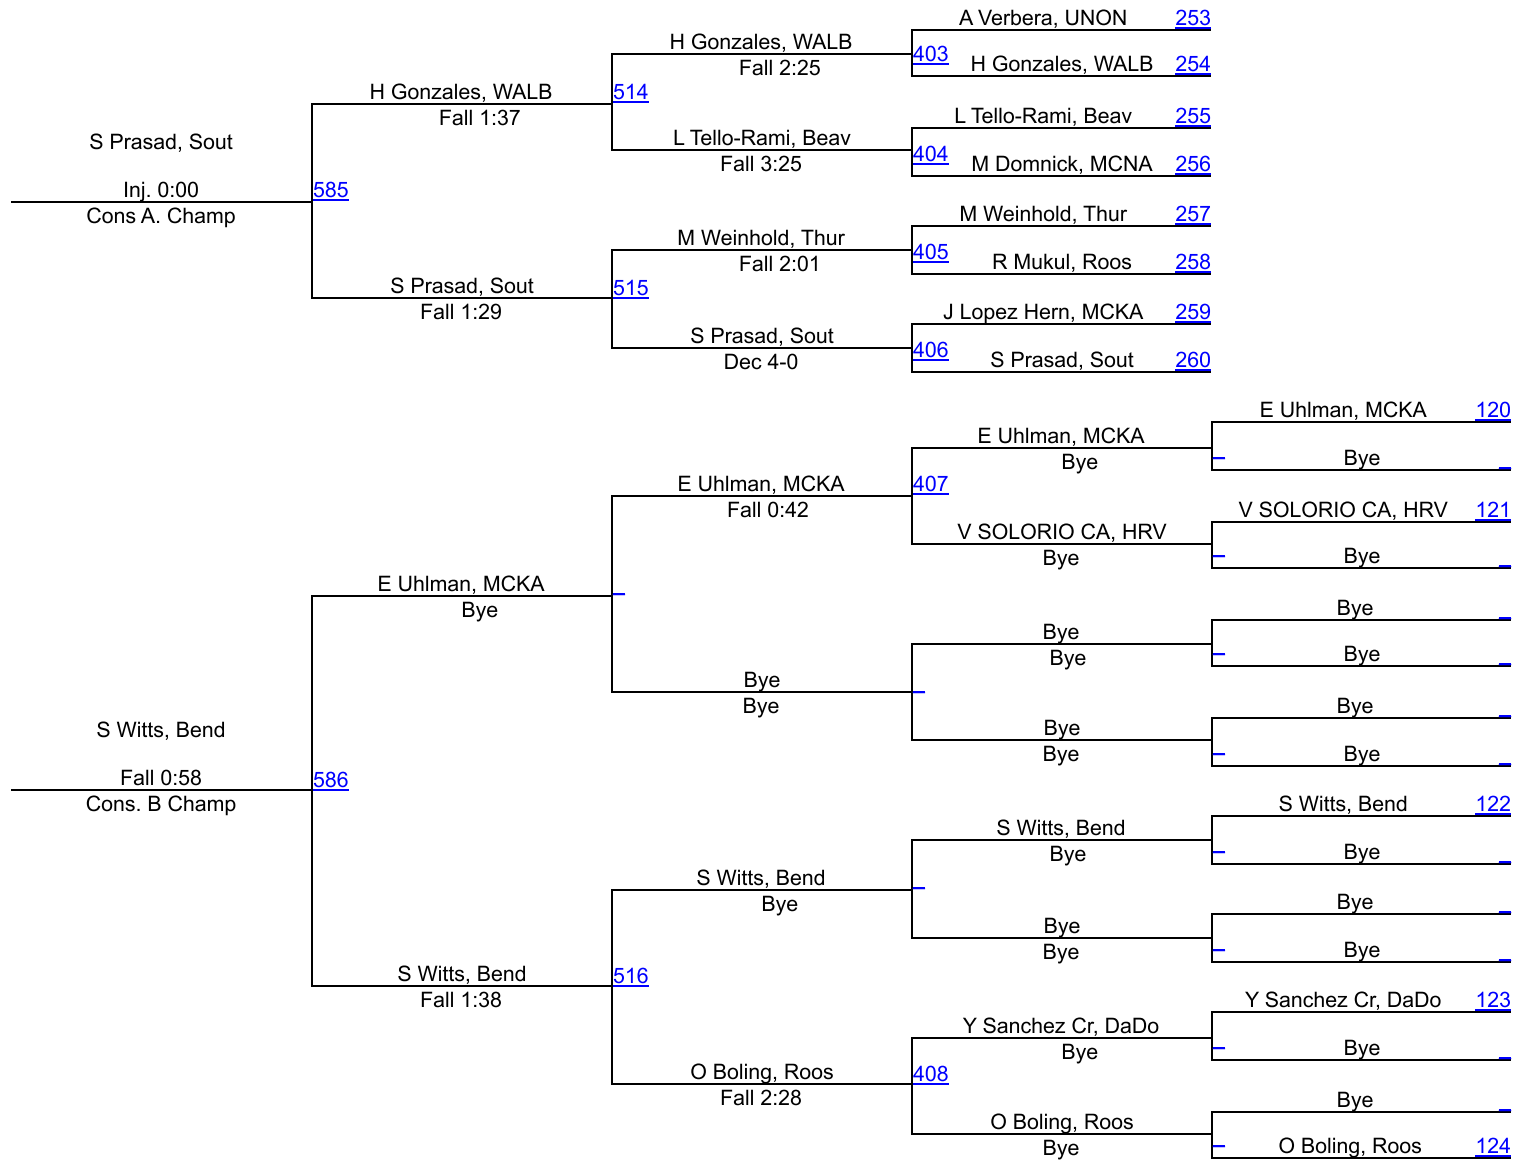 A Verbera, UNON 253
H Gonzales, WALB 403
Fall 2:25 H Gonzales, WALB 254
H Gonzales, WALB 514
Fall 1:37 L Tello-Rami, Beav 255
S Prasad, Sout L Tello-Rami, Beav 404
Fall 3:25 M Domnick, MCNA 256
Inj. 0:00 585
Cons A. Champ M Weinhold, Thur 257
M Weinhold, Thur 405
Fall 2:01 R Mukul, Roos 258
S Prasad, Sout 515
Fall 1:29 J Lopez Hern, MCKA 259
S Prasad, Sout 406
Dec 4-0 S Prasad, Sout 260
E Uhlman, MCKA 120
E Uhlman, MCKA
Bye Bye
E Uhlman, MCKA 407
Fall 0:42 V SOLORIO CA, HRV 121
V SOLORIO CA, HRV
Bye Bye
E Uhlman, MCKA
Bye Bye
Bye
Bye Bye
Bye
Bye Bye
S Witts, Bend Bye
Bye Bye
Fall 0:58 586
Cons. B Champ S Witts, Bend 122
S Witts, Bend
Bye Bye
S Witts, Bend
Bye Bye
Bye
Bye Bye
S Witts, Bend 516
Fall 1:38 Y Sanchez Cr, DaDo 123
Y Sanchez Cr, DaDo
Bye Bye
O Boling, Roos 408
Fall 2:28 Bye
O Boling, Roos
Bye O Boling, Roos 124